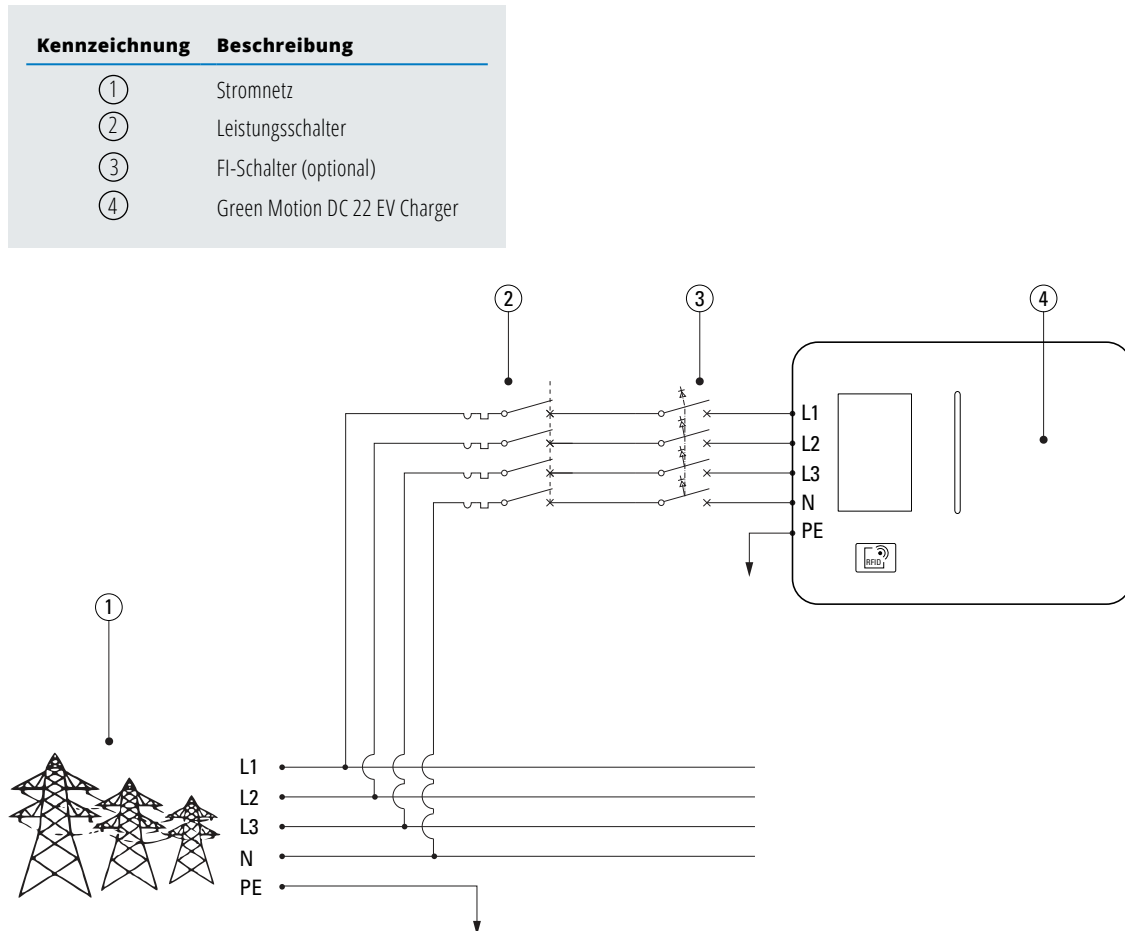 Kennzeichnung Beschreibung
1 Stromnetz
2 Leistungsschalter
3 FI-Schalter (optional)
4 Green Motion DC 22 EV Charger
2 3 4
L1
L2
L3
N
PE
RFID
1
L1
L2
L3
N
PE